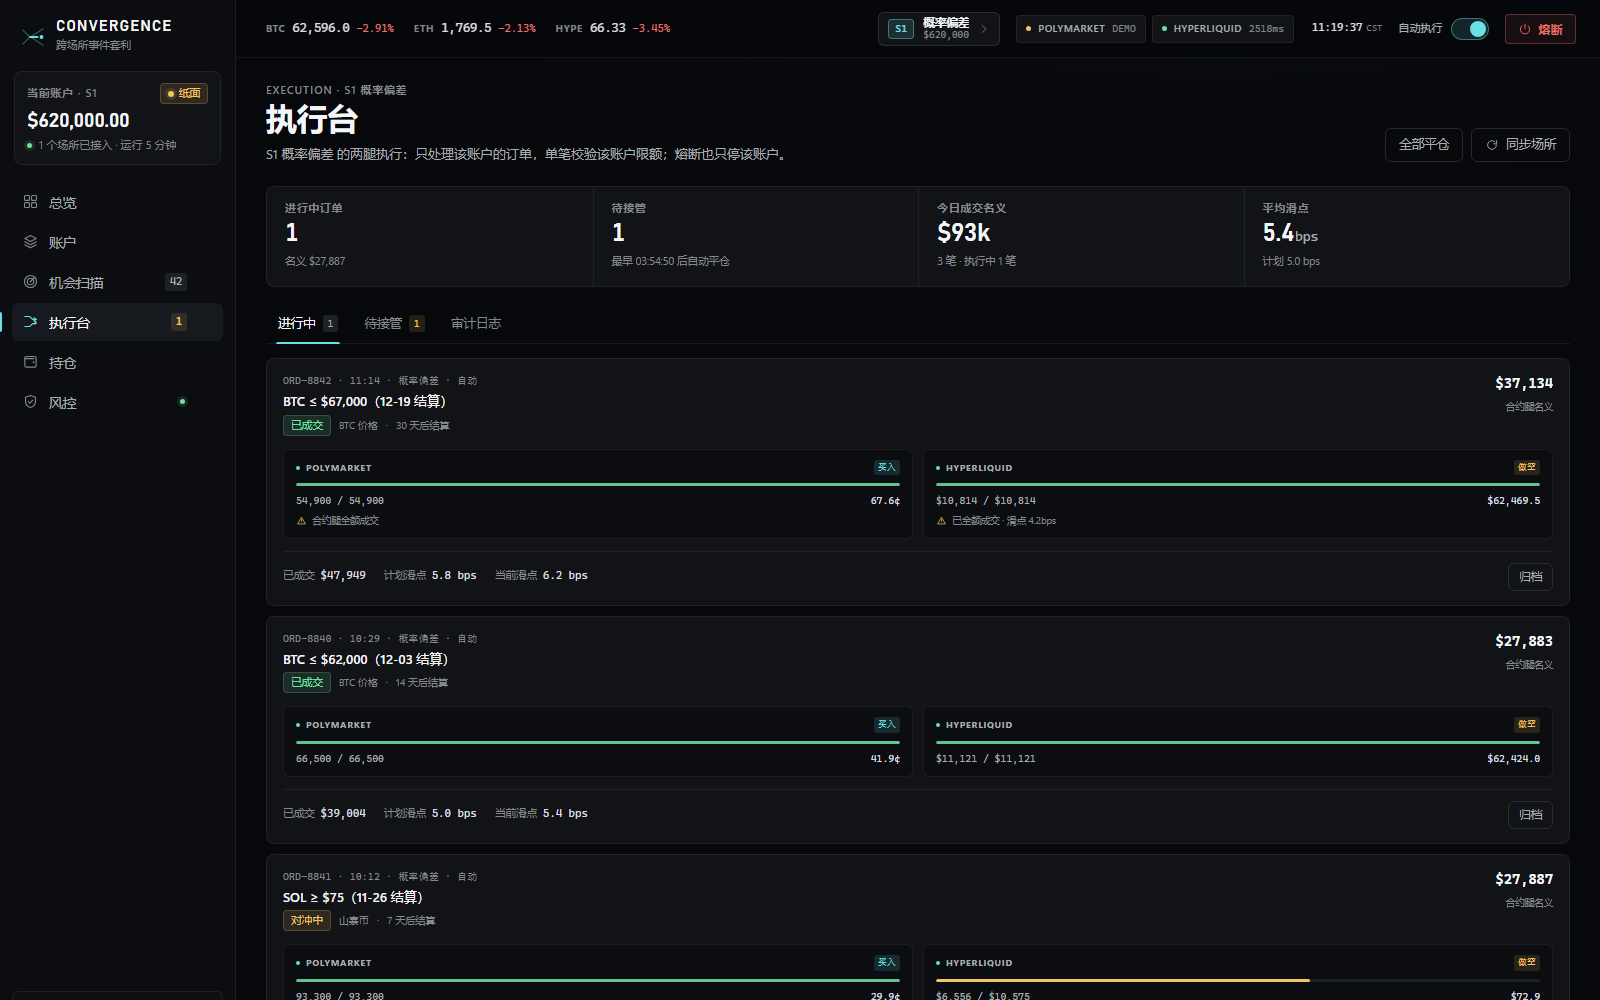 CONVERGENCE
跨场所事件套利
BTC 62,596.0 -2.91% ETH 1,769.5 -2.13% HYPE 66.33 -3.45%
S1 概率偏差 $620,000
POLYMARKET DEMO
HYPERLIQUID 2518ms
11:19:37 CST
自动执行
熔断
当前账户 · S1
纸面
$620,000.00
1 个场所已接入 · 运行 5 分钟
总览
账户
机会扫描 42
执行台 1
持仓
风控
EXECUTION · S1 概率偏差
执行台
S1 概率偏差 的两腿执行：只处理该账户的订单，单笔校验该账户限额；熔断也只停该账户。
全部平仓
同步场所
进行中订单
1
名义 $27,887
待接管
1
最早 03:54:50 后自动平仓
今日成交名义
$93k
3 笔 · 执行中 1 笔
平均滑点
5.4bps
计划 5.0 bps
进行中 1
待接管 1
审计日志
ORD-8842 · 11:14 · 概率偏差 · 自动
BTC ≤ $67,000（12-19 结算）
已成交 BTC 价格 · 30 天后结算
$37,134
合约腿名义
POLYMARKET 买入
54,900 / 54,900 67.6¢
合约腿全额成交
HYPERLIQUID 做空
$10,814 / $10,814 $62,469.5
已全额成交 · 滑点 4.2bps
已成交 $47,949 计划滑点 5.8 bps 当前滑点 6.2 bps
归档
ORD-8840 · 10:29 · 概率偏差 · 自动
BTC ≤ $62,000（12-03 结算）
已成交 BTC 价格 · 14 天后结算
$27,883
合约腿名义
POLYMARKET 买入
66,500 / 66,500 41.9¢
HYPERLIQUID 做空
$11,121 / $11,121 $62,424.0
已成交 $39,004 计划滑点 5.0 bps 当前滑点 5.4 bps
归档
ORD-8841 · 10:12 · 概率偏差 · 自动
SOL ≥ $75（11-26 结算）
对冲中 山寨币 · 7 天后结算
$27,887
合约腿名义
POLYMARKET 买入
93,300 / 93,300 29.9¢
HYPERLIQUID 做空
$6,556 / $10,575 $72.9